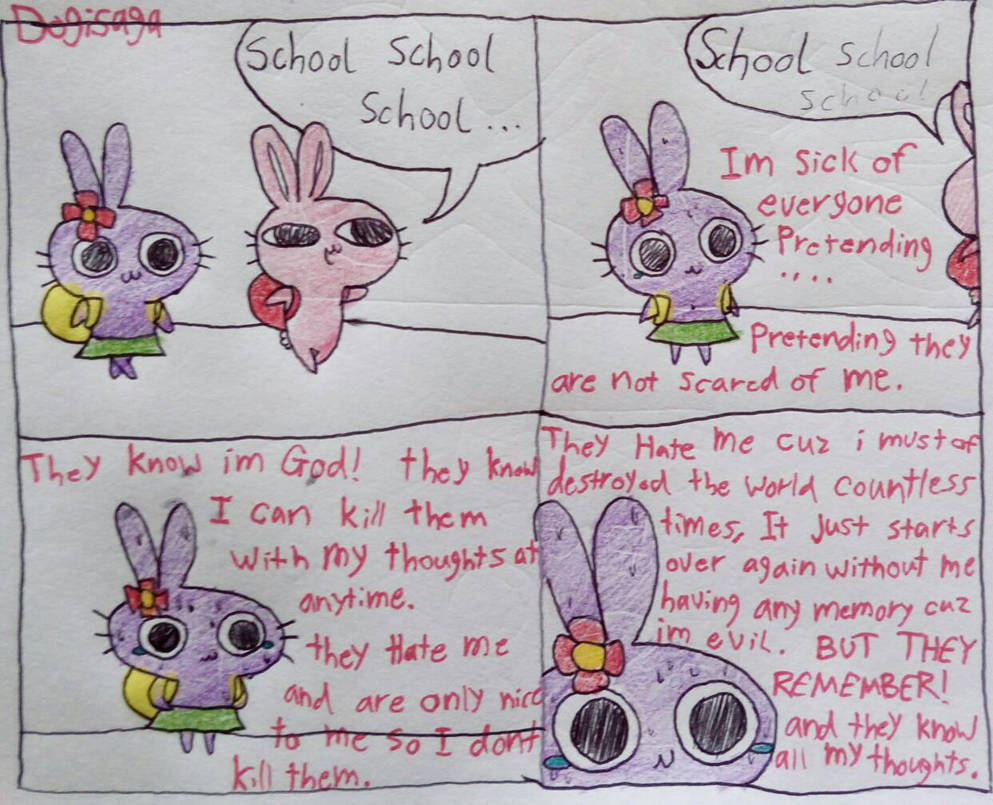 Dogisaga
School School
School...
School School
School
Im sick of
everyone
Pretending
....
Pretending they
are not scared of me.
They know im God! they know
I can kill them
with my thoughts at
anytime.
they Hate me
and are only nice
to me so I dont
kill them.
They Hate me cuz i must of
destroyed the world countless
times, It just starts
over again without me
having any memory cuz
im evil. BUT THEY
REMEMBER!
and they know
all my thoughts.